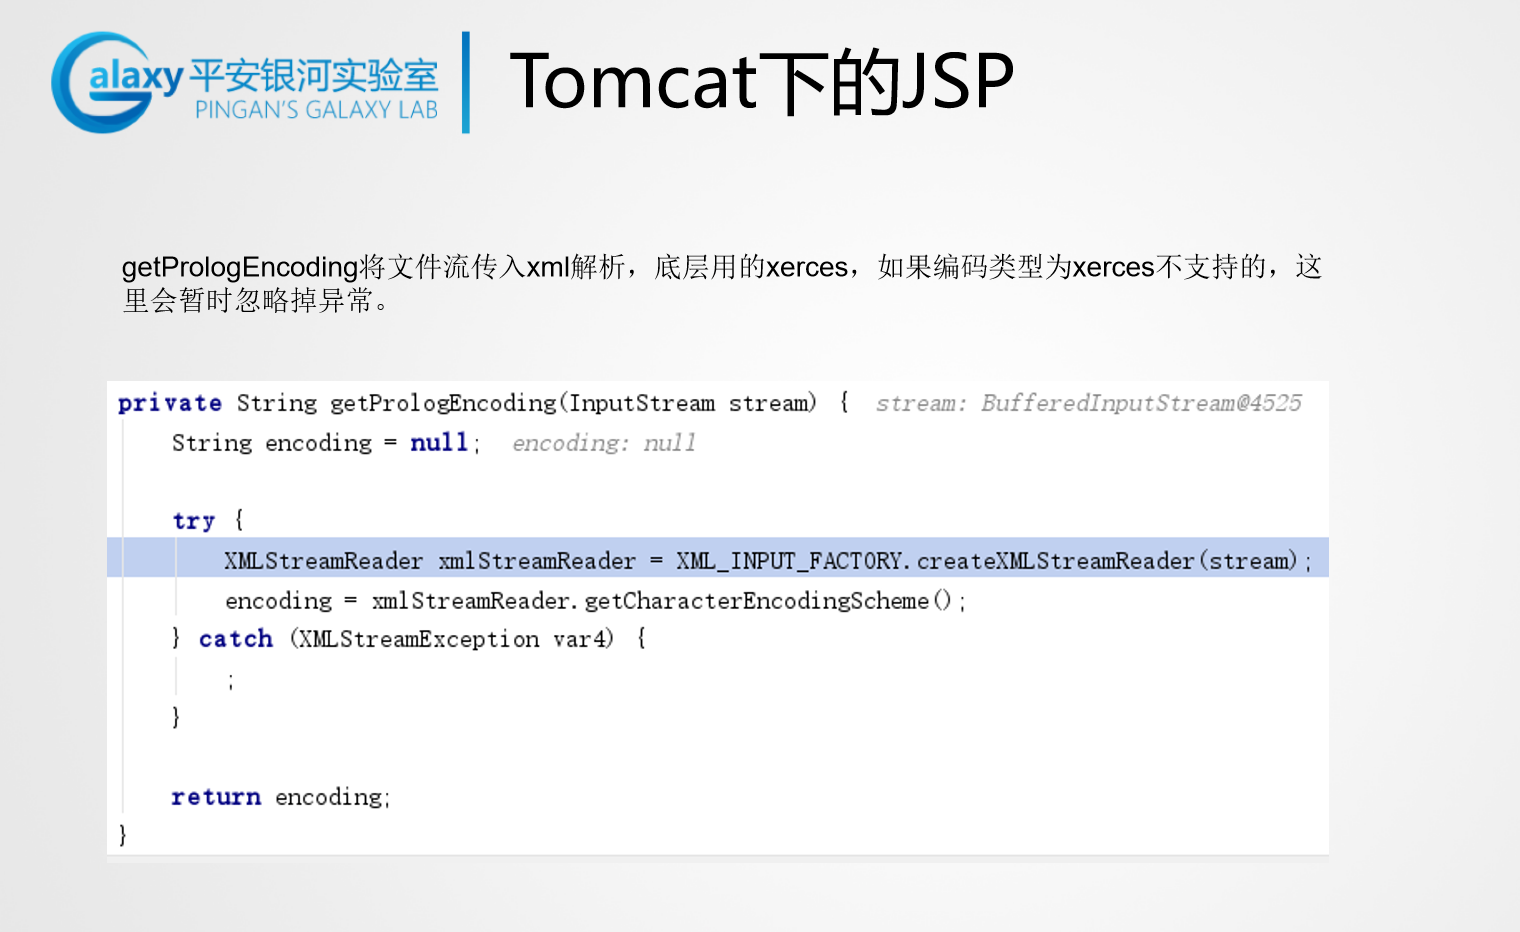 Galaxy 平安银河实验室
PINGAN'S GALAXY LAB
Tomcat下的JSP
getPrologEncoding将文件流传入xml解析，底层用的xerces，如果编码类型为xerces不支持的，这
里会暂时忽略掉异常。
private String getPrologEncoding(InputStream stream) {  stream: BufferedInputStream@4525
String encoding = null;  encoding: null
try {
XMLStreamReader xmlStreamReader = XML_INPUT_FACTORY.createXMLStreamReader(stream);
encoding = xmlStreamReader.getCharacterEncodingScheme();
} catch (XMLStreamException var4) {
;
}
return encoding;
}